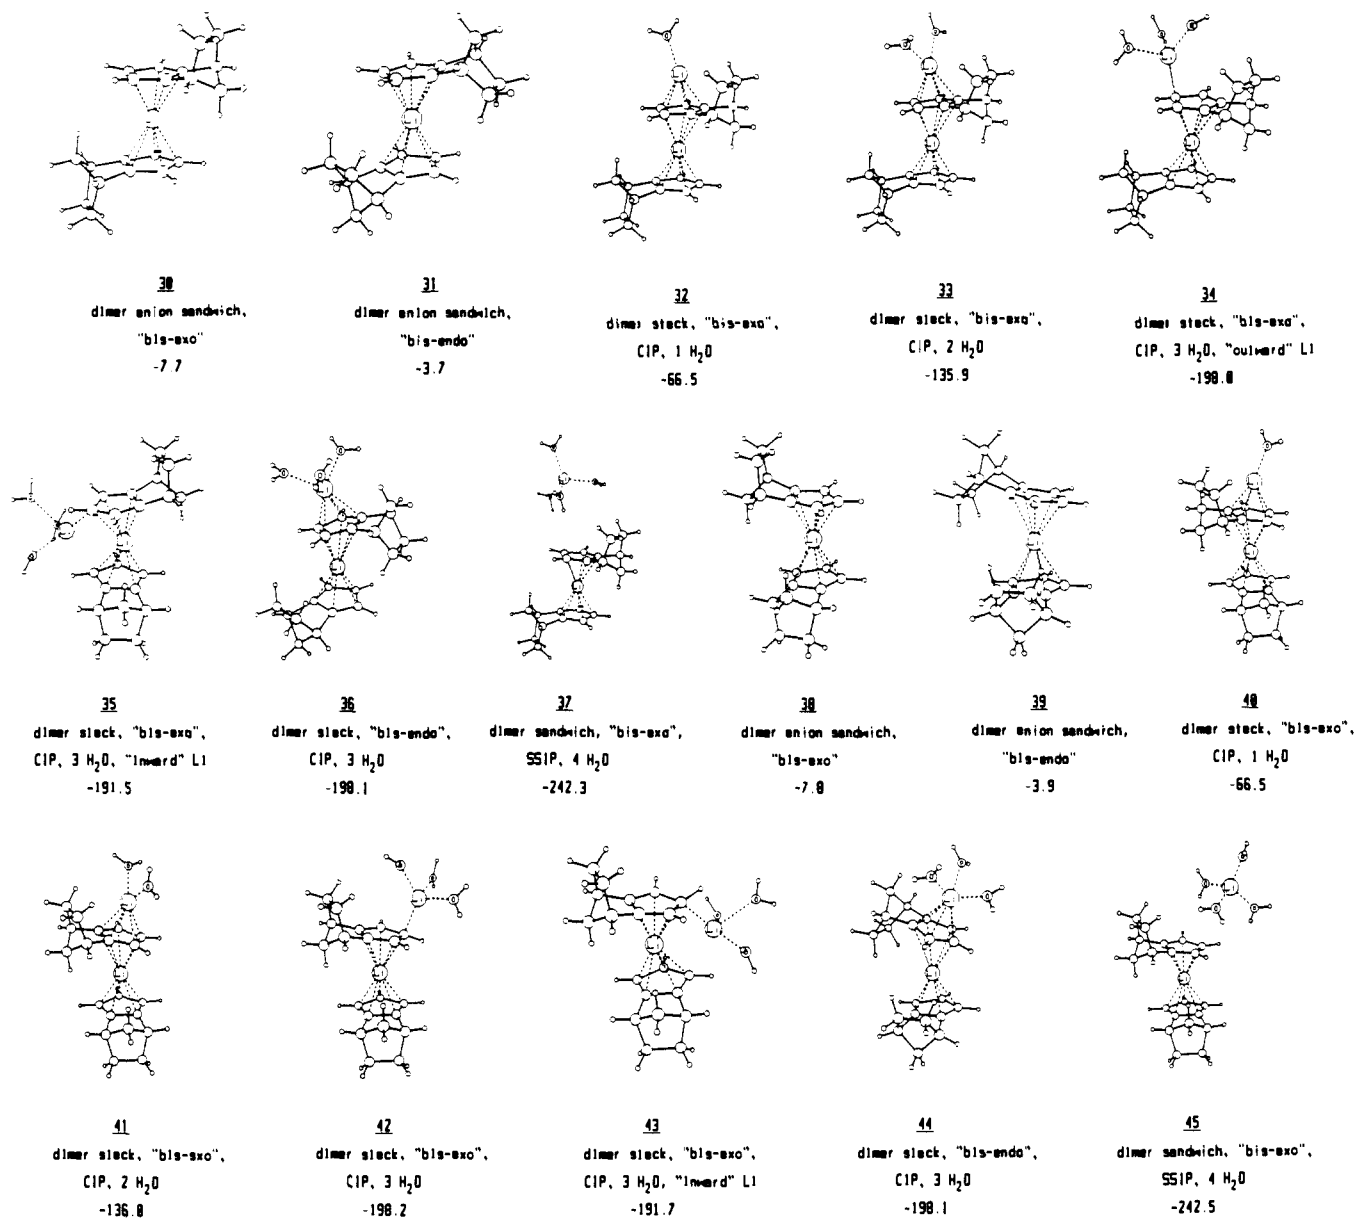 30
dimer anion sandwich,
"bis-exo"
-7.7
31
dimer anion sandwich,
"bis-endo"
-3.7
32
dimer stack, "bis-exo",
CIP, 1 H2O
-66.5
33
dimer stack, "bis-exo",
CIP, 2 H2O
-135.9
34
dimer stack, "bis-exo",
CIP, 3 H2O, "outward" Li
-198.0
35
dimer stack, "bis-exo",
CIP, 3 H2O, "inward" Li
-191.5
36
dimer stack, "bis-endo",
CIP, 3 H2O
-198.1
37
dimer sandwich, "bis-exo",
SSIP, 4 H2O
-242.3
38
dimer anion sandwich,
"bis-exo"
-7.8
39
dimer anion sandwich,
"bis-endo"
-3.9
40
dimer stack, "bis-exo",
CIP, 1 H2O
-66.5
41
dimer stack, "bis-exo",
CIP, 2 H2O
-136.0
42
dimer stack, "bis-exo",
CIP, 3 H2O
-198.2
43
dimer stack, "bis-exo",
CIP, 3 H2O, "inward" Li
-191.7
44
dimer stack, "bis-endo",
CIP, 3 H2O
-198.1
45
dimer sandwich, "bis-exo",
SSIP, 4 H2O
-242.5